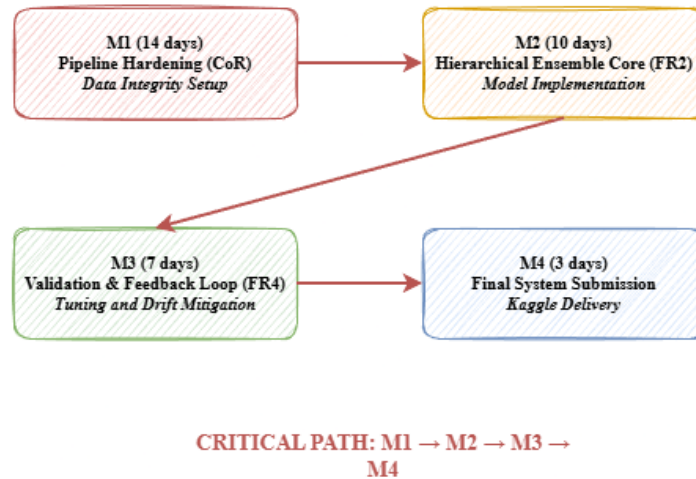 M1 (14 days)
Pipeline Hardening (CoR)
Data Integrity Setup
M2 (10 days)
Hierarchical Ensemble Core (FR2)
Model Implementation
M3 (7 days)
Validation & Feedback Loop (FR4)
Tuning and Drift Mitigation
M4 (3 days)
Final System Submission
Kaggle Delivery
CRITICAL PATH: M1 → M2 → M3 →
M4